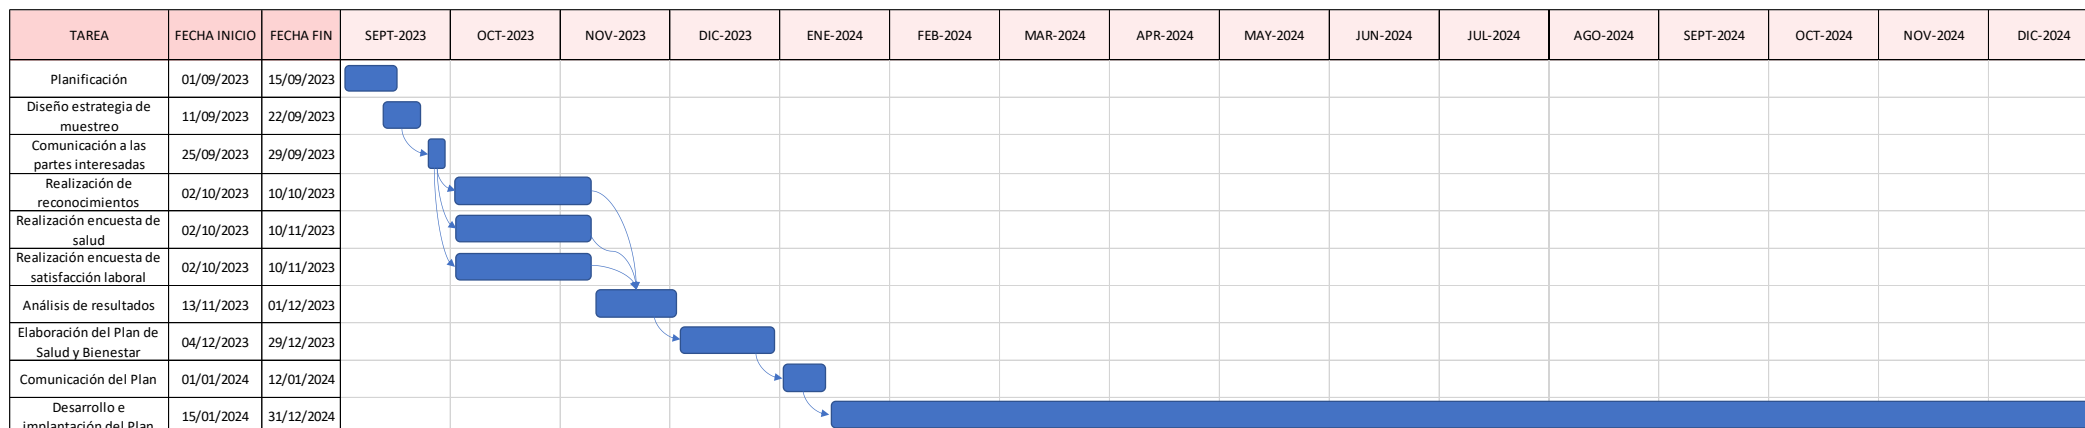 TAREA FECHA INICIO FECHA FIN SEPT-2023 OCT-2023 NOV-2023 DIC-2023 ENE-2024 FEB-2024 MAR-2024 APR-2024 MAY-2024 JUN-2024 JUL-2024 AGO-2024 SEPT-2024 OCT-2024 NOV-2024 DIC-2024
Planificación 01/09/2023 15/09/2023
Diseño estrategia de
muestreo 11/09/2023 22/09/2023
Comunicación a las
partes interesadas 25/09/2023 29/09/2023
Realización de
reconocimientos 02/10/2023 10/10/2023
Realización encuesta de
salud 02/10/2023 10/11/2023
Realización encuesta de
satisfacción laboral 02/10/2023 10/11/2023
Análisis de resultados 13/11/2023 01/12/2023
Elaboración del Plan de
Salud y Bienestar 04/12/2023 29/12/2023
Comunicación del Plan 01/01/2024 12/01/2024
Desarrollo e
implantación del Plan 15/01/2024 31/12/2024